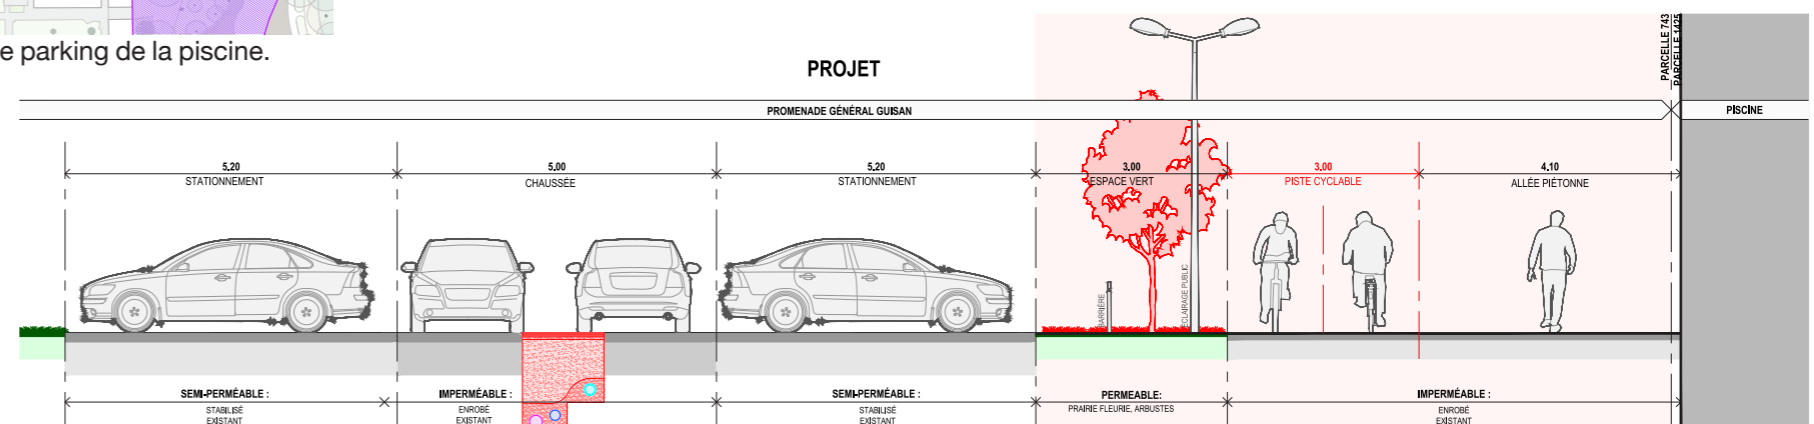 e parking de la piscine.
PROJET
PARCELLE 743
PARCELLE 1425
PROMENADE GÉNÉRAL GUISAN
PISCINE
5.20
5.00
5.20
3.00
3.00
4.10
STATIONNEMENT
CHAUSSÉE
STATIONNEMENT
ESPACE VERT
PISTE CYCLABLE
ALLÉE PIÉTONNE
BARRIÈRE
ECLAIRAGE PUBLIC
SEMI-PERMÉABLE :
IMPERMÉABLE :
SEMI-PERMÉABLE :
PERMEABLE:
IMPERMÉABLE :
STABILISÉ
EXISTANT
ENROBÉ
EXISTANT
STABILISÉ
EXISTANT
PRAIRIE FLEURIE, ARBUSTES
ENROBÉ
EXISTANT